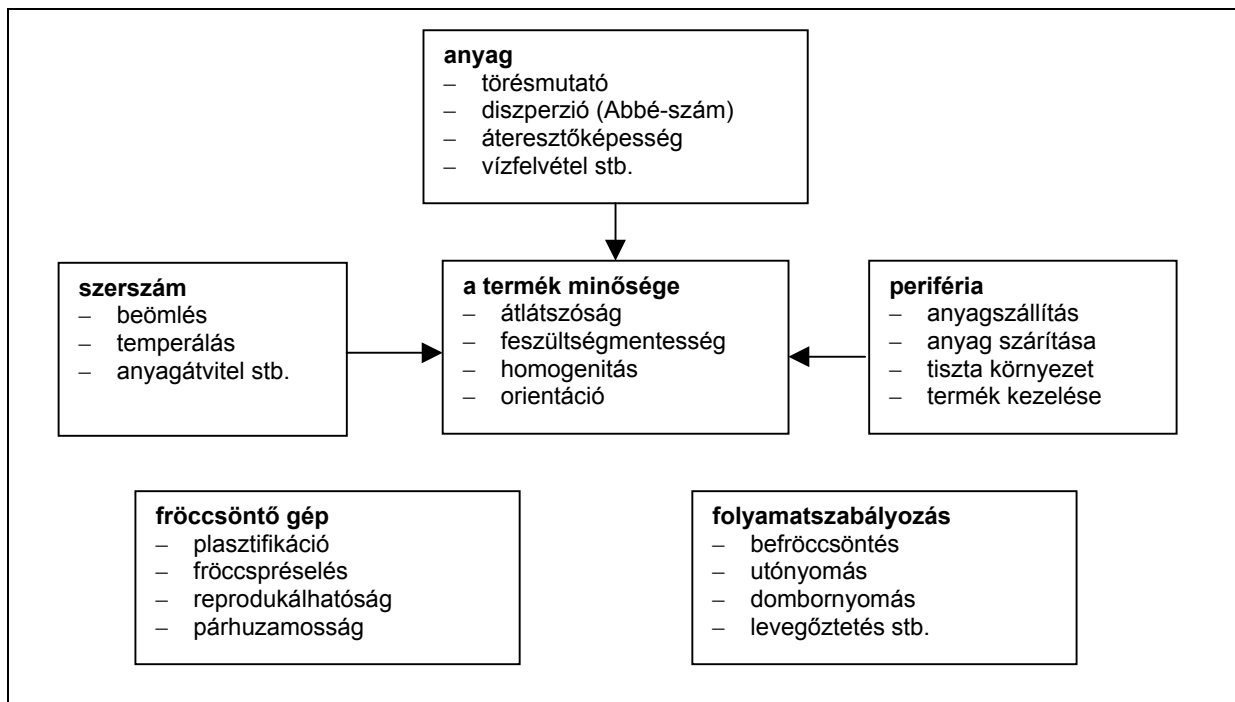 anyag
– törésmutató
– diszperzió (Abbé-szám)
– áteresztőképesség
– vízfelvétel stb.
szerszám
– beömlés
– temperálás
– anyagátvitel stb.
a termék minősége
– átlátszóság
– feszültségmentesség
– homogenitás
– orientáció
periféria
– anyagszállítás
– anyag szárítása
– tiszta környezet
– termék kezelése
fröccsöntő gép
– plasztifikáció
– fröccspréselés
– reprodukálhatóság
– párhuzamosság
folyamatszabályozás
– befröccsöntés
– utónyomás
– dombornyomás
– levegőztetés stb.